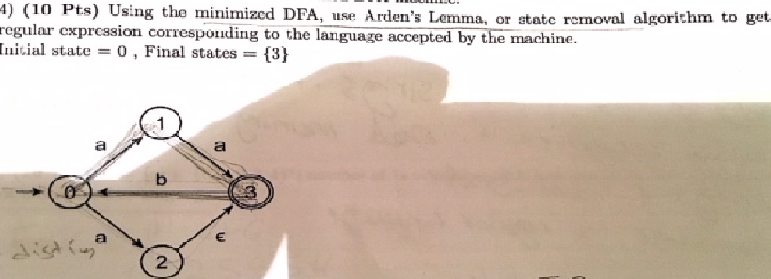 4) (10 Pts) Using the minimized DFA, use Arden's Lemma, or state removal algorithm to get
regular expression corresponding to the language accepted by the machine.
Initial state = 0 , Final states = {3}
1
a
a
0
b
3
a
ϵ
2